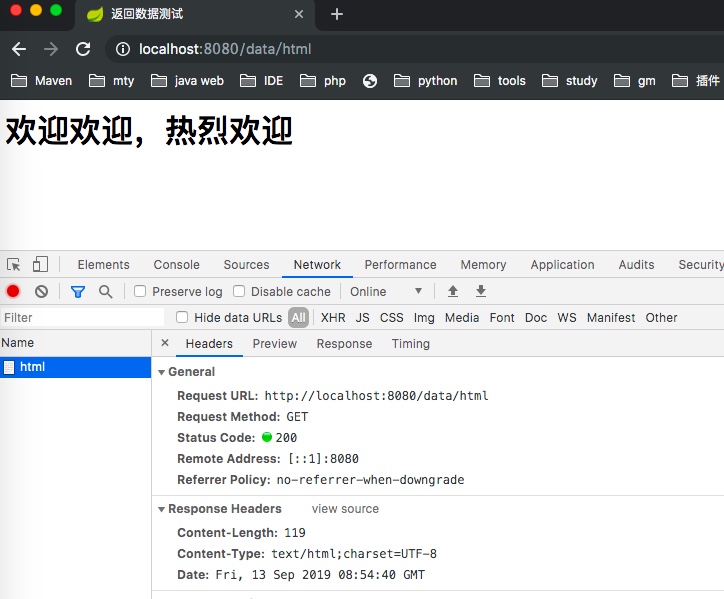 返回数据测试
localhost:8080/data/html
Maven mty java web IDE php python tools study gm 插件
欢迎欢迎，热烈欢迎
Elements Console Sources Network Performance Memory Application Audits Security
Preserve log Disable cache Online
Filter Hide data URLs All XHR JS CSS Img Media Font Doc WS Manifest Other
Name Headers Preview Response Timing
html
General
Request URL: http://localhost:8080/data/html
Request Method: GET
Status Code: 200
Remote Address: [::1]:8080
Referrer Policy: no-referrer-when-downgrade
Response Headers view source
Content-Length: 119
Content-Type: text/html;charset=UTF-8
Date: Fri, 13 Sep 2019 08:54:40 GMT